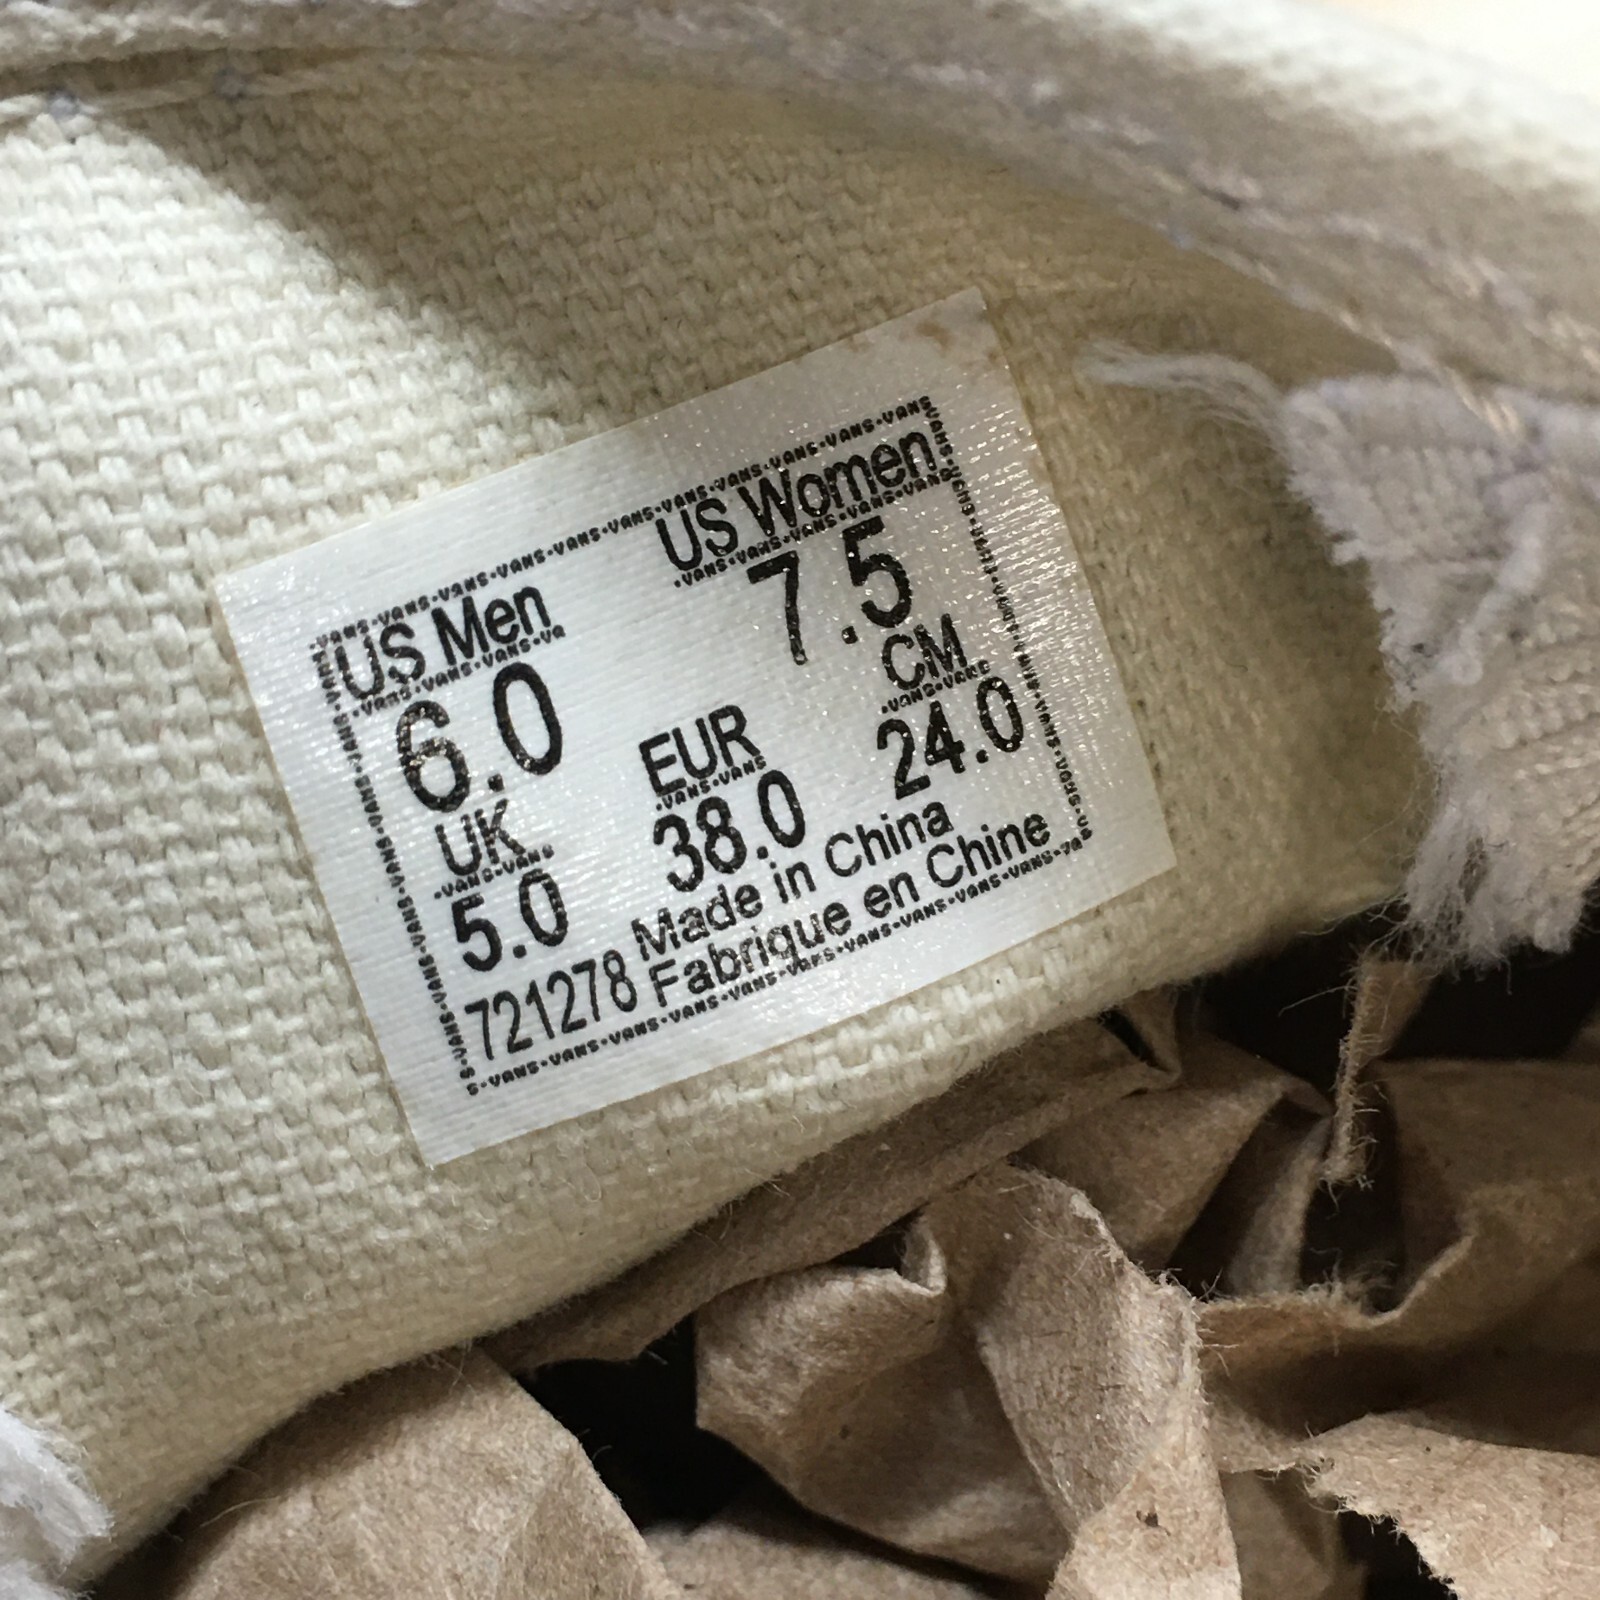 US Men US Women
6.0 7.5
UK EUR CM
5.0 38.0 24.0
721278 Made in China
Fabrique en Chine